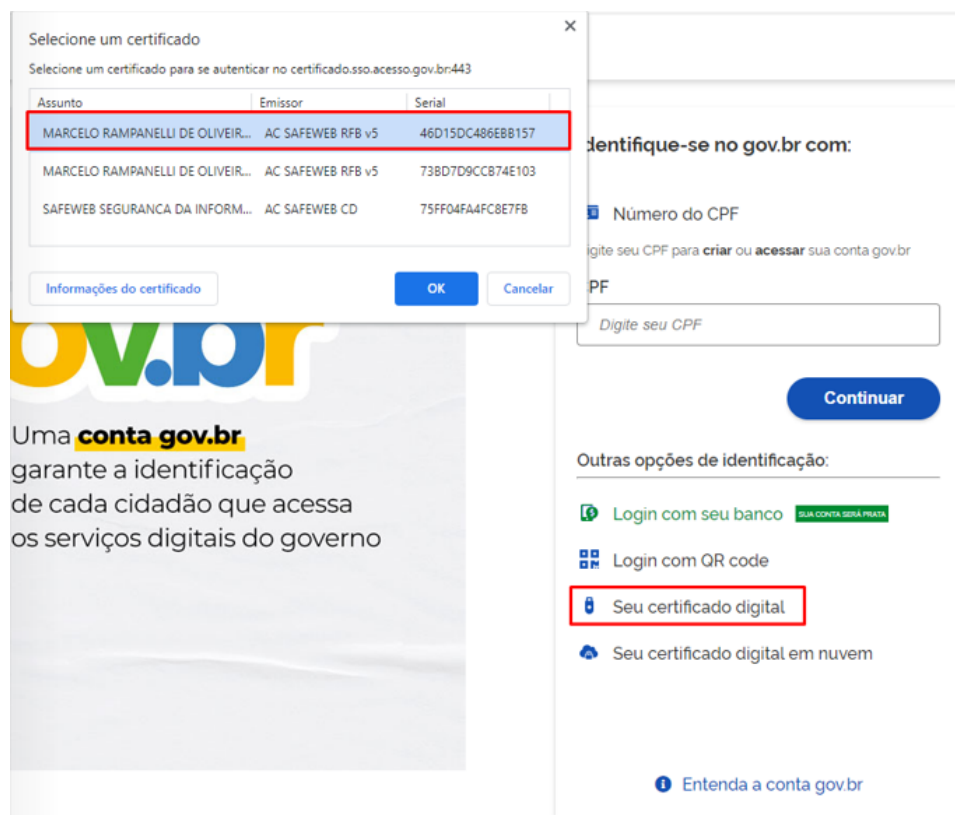 Selecione um certificado
Selecione um certificado para se autenticar no certificado.sso.acesso.gov.br:443
Assunto Emissor Serial
MARCELO RAMPANELLI DE OLIVEIR... AC SAFEWEB RFB v5 46D15DC486EBB157
MARCELO RAMPANELLI DE OLIVEIR... AC SAFEWEB RFB v5 73BD7D9CCB74E103
SAFEWEB SEGURANCA DA INFORM... AC SAFEWEB CD 75FF04FA4FC8E7FB
Informações do certificado OK Cancelar
ov.br
Uma conta gov.br
garante a identificação
de cada cidadão que acessa
os serviços digitais do governo
dentifique-se no gov.br com:
Número do CPF
igite seu CPF para criar ou acessar sua conta gov.br
PF
Digite seu CPF
Continuar
Outras opções de identificação:
Login com seu banco SUA CONTA SERÁ PRATA
Login com QR code
Seu certificado digital
Seu certificado digital em nuvem
Entenda a conta gov.br